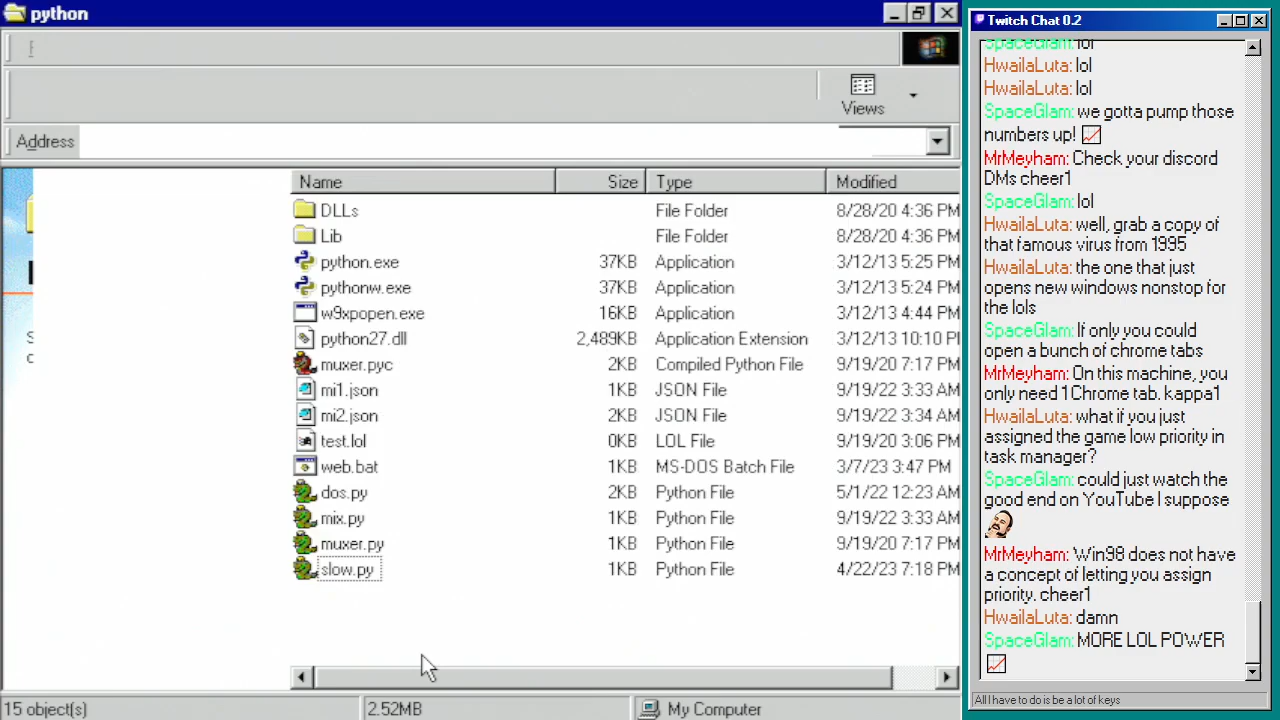 python
Views
Address
Name Size Type Modified
DLLs File Folder 8/28/20 4:36 PM
Lib File Folder 8/28/20 4:36 PM
python.exe 37KB Application 3/12/13 5:25 PM
pythonw.exe 37KB Application 3/12/13 5:24 PM
w9xpopen.exe 16KB Application 3/12/13 4:44 PM
python27.dll 2,489KB Application Extension 3/12/13 10:10 P
muxer.pyc 2KB Compiled Python File 9/19/20 7:17 PM
mi1.json 1KB JSON File 9/19/22 3:33 AM
mi2.json 2KB JSON File 9/19/22 3:34 AM
test.lol 0KB LOL File 9/19/20 3:06 PM
web.bat 1KB MS-DOS Batch File 3/7/23 3:47 PM
dos.py 2KB Python File 5/1/22 12:23 AM
mix.py 1KB Python File 9/19/22 3:33 AM
muxer.py 1KB Python File 9/19/20 7:17 PM
slow.py 1KB Python File 4/22/23 7:18 PM
15 object(s) 2.52MB My Computer
Twitch Chat 0.2
SpaceGlam: lol
HwailaLuta: lol
HwailaLuta: lol
SpaceGlam: we gotta pump those
numbers up!
MrMeyham: Check your discord
DMs cheer1
SpaceGlam: lol
HwailaLuta: well, grab a copy of
that famous virus from 1995
HwailaLuta: the one that just
opens new windows nonstop for
the lols
SpaceGlam: If only you could
open a bunch of chrome tabs
MrMeyham: On this machine, you
only need 1 Chrome tab. kappa1
HwailaLuta: what if you just
assigned the game low priority in
task manager?
SpaceGlam: could just watch the
good end on YouTube I suppose
MrMeyham: Win98 does not have
a concept of letting you assign
priority. cheer1
HwailaLuta: damn
SpaceGlam: MORE LOL POWER
All I have to do is be a lot of keys